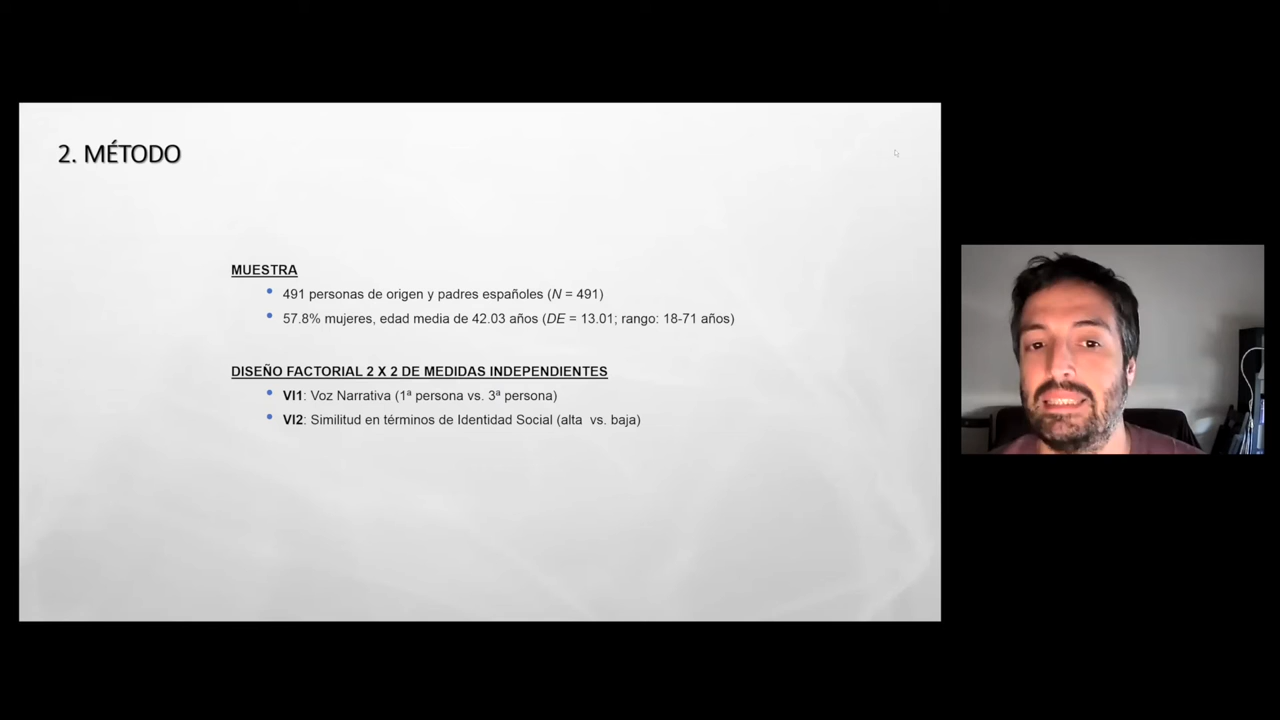 2. MÉTODO
MUESTRA
491 personas de origen y padres españoles (N = 491)
57.8% mujeres, edad media de 42.03 años (DE = 13.01; rango: 18-71 años)
DISEÑO FACTORIAL 2 X 2 DE MEDIDAS INDEPENDIENTES
VI1: Voz Narrativa (1ª persona vs. 3ª persona)
VI2: Similitud en términos de Identidad Social (alta vs. baja)